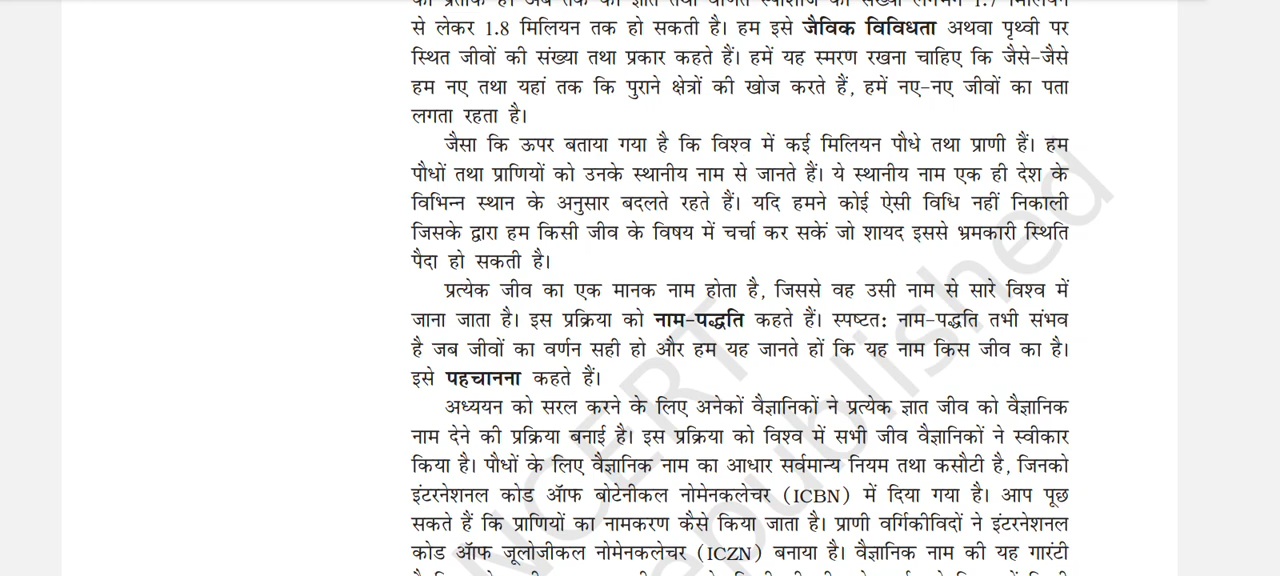 से लेकर 1.8 मिलियन तक हो सकती है। हम इसे जैविक विविधता अथवा पृथ्वी पर
स्थित जीवों की संख्या तथा प्रकार कहते हैं। हमें यह स्मरण रखना चाहिए कि जैसे-जैसे
हम नए तथा यहां तक कि पुराने क्षेत्रों की खोज करते हैं, हमें नए-नए जीवों का पता
लगता रहता है।
जैसा कि ऊपर बताया गया है कि विश्व में कई मिलियन पौधे तथा प्राणी हैं। हम
पौधों तथा प्राणियों को उनके स्थानीय नाम से जानते हैं। ये स्थानीय नाम एक ही देश के
विभिन्न स्थान के अनुसार बदलते रहते हैं। यदि हमने कोई ऐसी विधि नहीं निकाली
जिसके द्वारा हम किसी जीव के विषय में चर्चा कर सकें जो शायद इससे भ्रमकारी स्थिति
पैदा हो सकती है।
प्रत्येक जीव का एक मानक नाम होता है, जिससे वह उसी नाम से सारे विश्व में
जाना जाता है। इस प्रक्रिया को नाम-पद्धति कहते हैं। स्पष्टत: नाम-पद्धति तभी संभव
है जब जीवों का वर्णन सही हो और हम यह जानते हों कि यह नाम किस जीव का है।
इसे पहचानना कहते हैं।
अध्ययन को सरल करने के लिए अनेकों वैज्ञानिकों ने प्रत्येक ज्ञात जीव को वैज्ञानिक
नाम देने की प्रक्रिया बनाई है। इस प्रक्रिया को विश्व में सभी जीव वैज्ञानिकों ने स्वीकार
किया है। पौधों के लिए वैज्ञानिक नाम का आधार सर्वमान्य नियम तथा कसौटी है, जिनको
इंटरनेशनल कोड ऑफ बोटेनीकल नोमेनकलेचर (ICBN) में दिया गया है। आप पूछ
सकते हैं कि प्राणियों का नामकरण कैसे किया जाता है। प्राणी वर्गिकीविदों ने इंटरनेशनल
कोड ऑफ जूलोजीकल नोमेनकलेचर (ICZN) बनाया है। वैज्ञानिक नाम की यह गारंटी
NCERT
republished